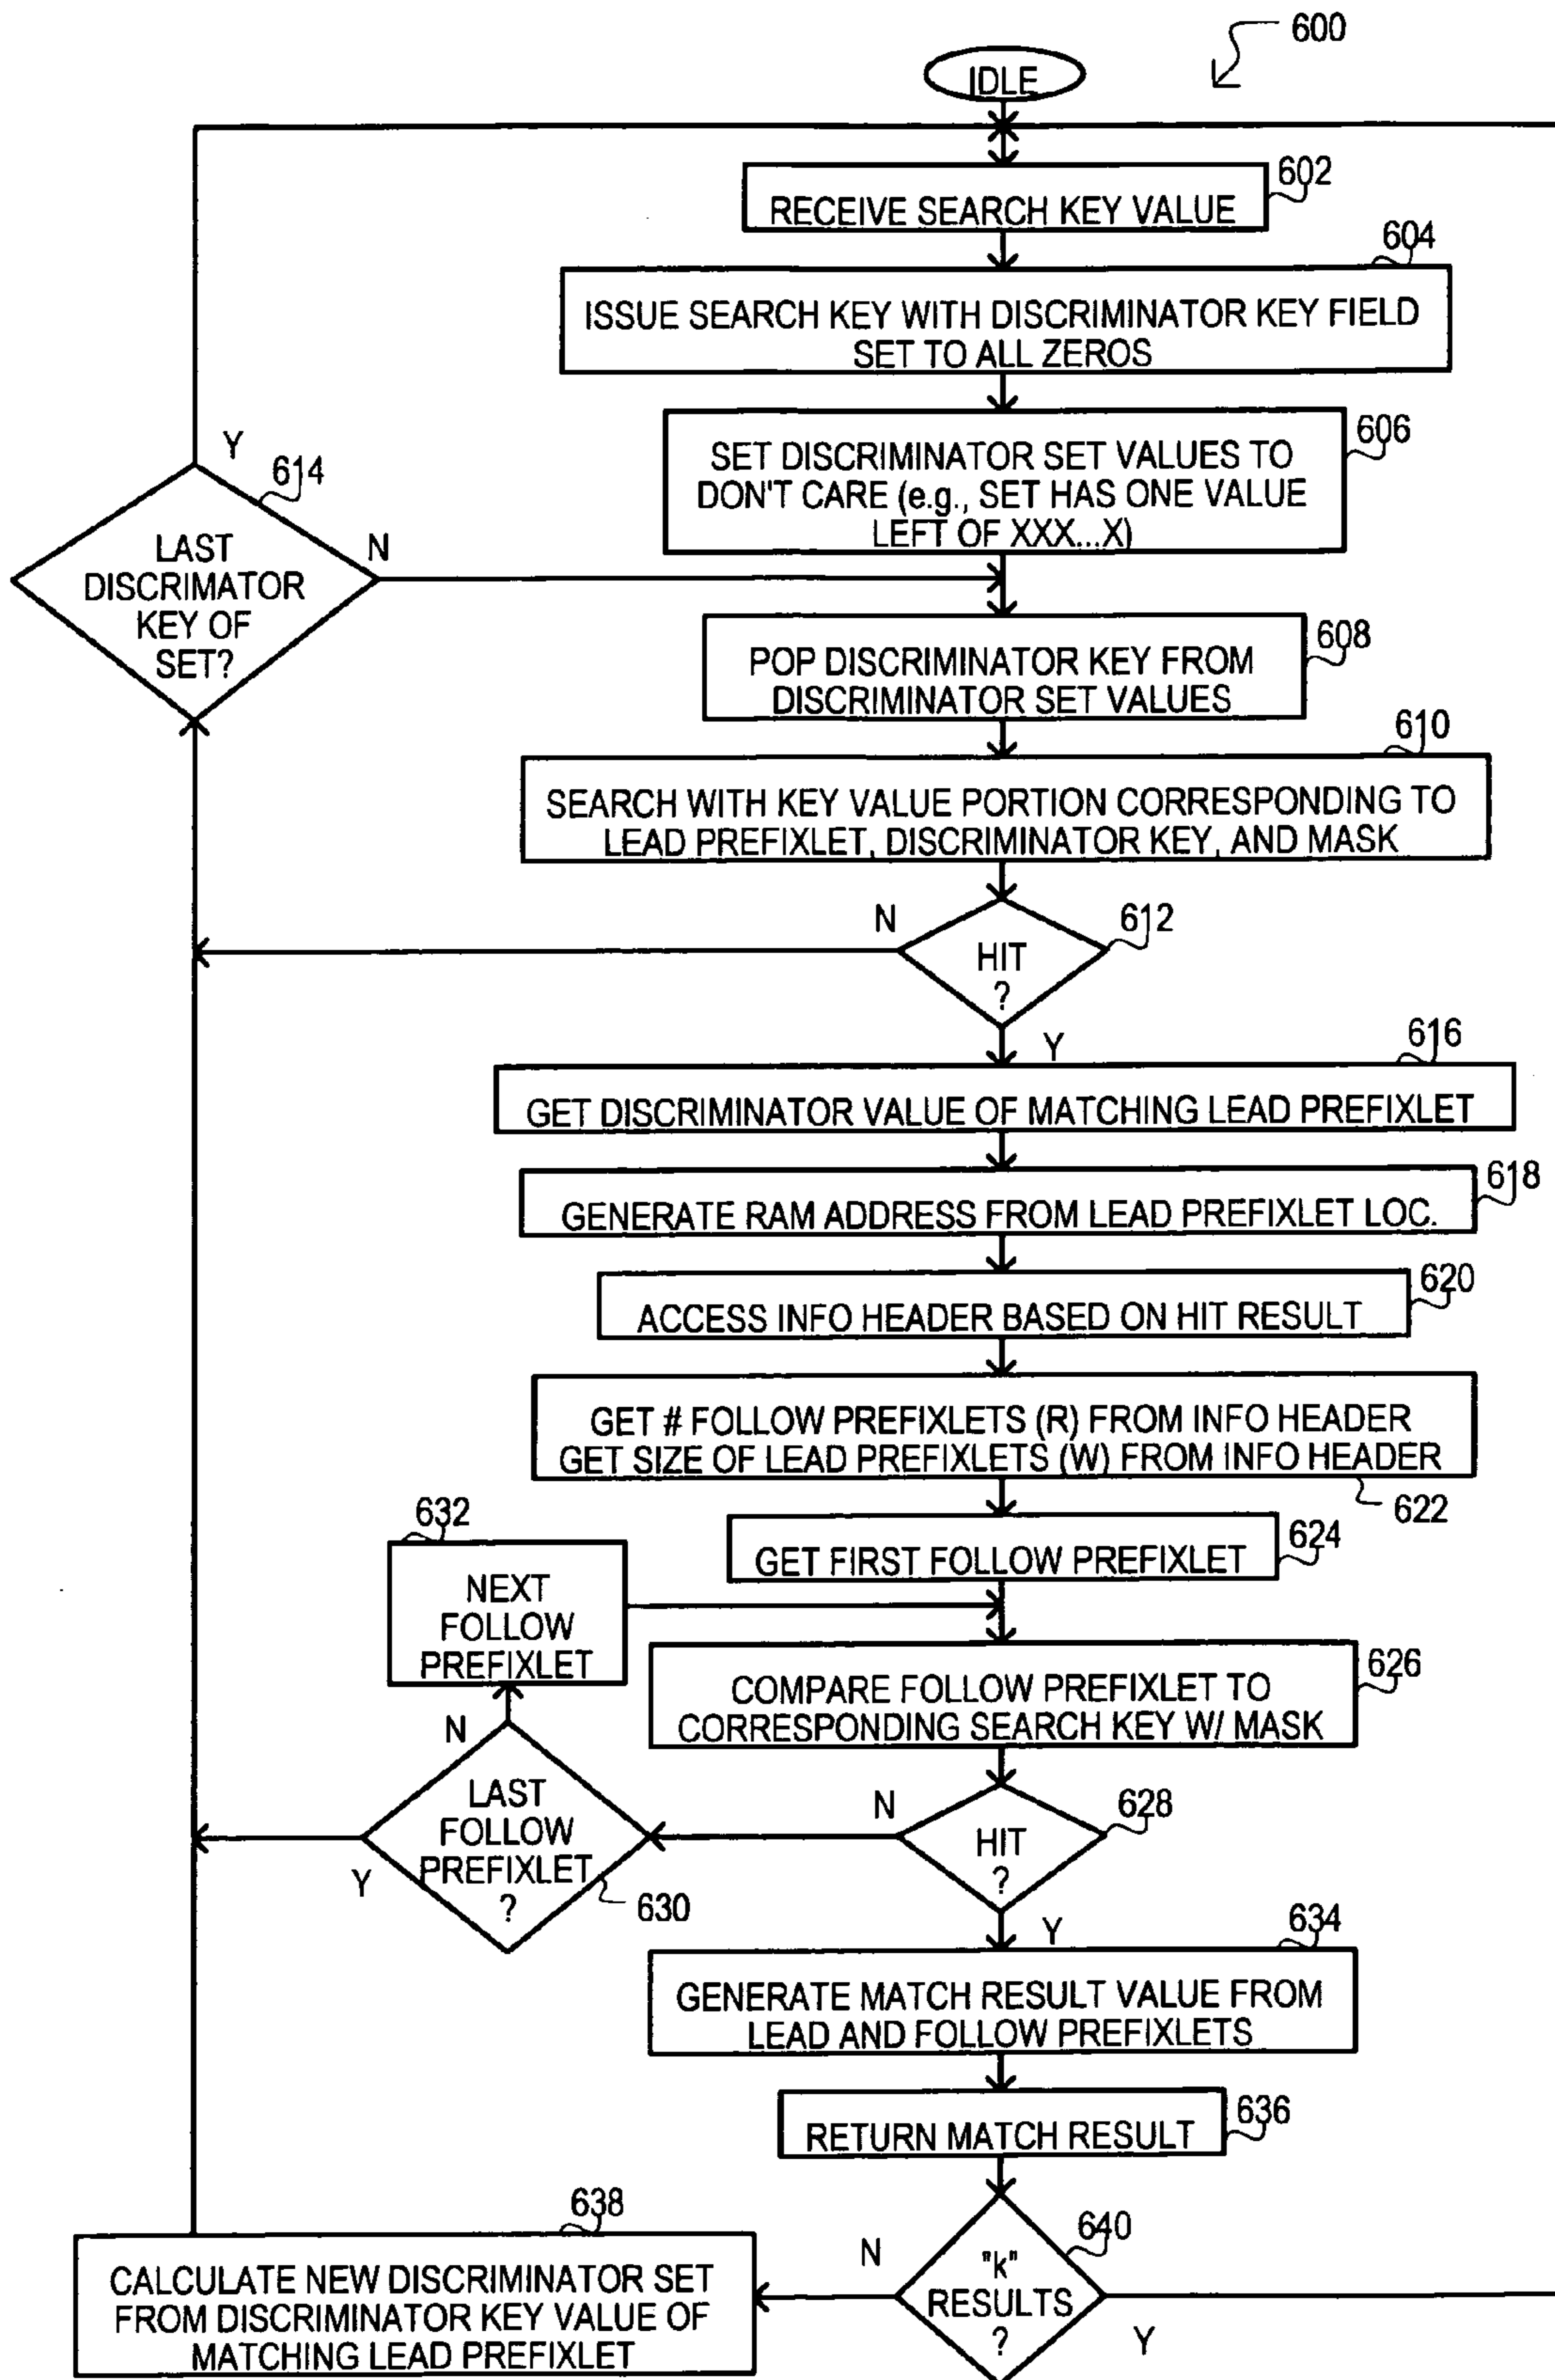 600
IDLE
602
RECEIVE SEARCH KEY VALUE
604
ISSUE SEARCH KEY WITH DISCRIMINATOR KEY FIELD
SET TO ALL ZEROS
606
SET DISCRIMINATOR SET VALUES TO
DON'T CARE (e.g., SET HAS ONE VALUE
LEFT OF XXX...X)
Y
614
LAST
DISCRIMATOR
KEY OF
SET?
N
608
POP DISCRIMINATOR KEY FROM
DISCRIMINATOR SET VALUES
610
SEARCH WITH KEY VALUE PORTION CORRESPONDING TO
LEAD PREFIXLET, DISCRIMINATOR KEY, AND MASK
N
612
HIT
?
Y
616
GET DISCRIMINATOR VALUE OF MATCHING LEAD PREFIXLET
618
GENERATE RAM ADDRESS FROM LEAD PREFIXLET LOC.
620
ACCESS INFO HEADER BASED ON HIT RESULT
GET # FOLLOW PREFIXLETS (R) FROM INFO HEADER
GET SIZE OF LEAD PREFIXLETS (W) FROM INFO HEADER
622
624
GET FIRST FOLLOW PREFIXLET
632
NEXT
FOLLOW
PREFIXLET
626
COMPARE FOLLOW PREFIXLET TO
CORRESPONDING SEARCH KEY W/ MASK
N
LAST
FOLLOW
PREFIXLET
?
Y
630
N
628
HIT
?
Y
634
GENERATE MATCH RESULT VALUE FROM
LEAD AND FOLLOW PREFIXLETS
636
RETURN MATCH RESULT
638
CALCULATE NEW DISCRIMINATOR SET
FROM DISCRIMINATOR KEY VALUE OF
MATCHING LEAD PREFIXLET
N
640
"k"
RESULTS
?
Y